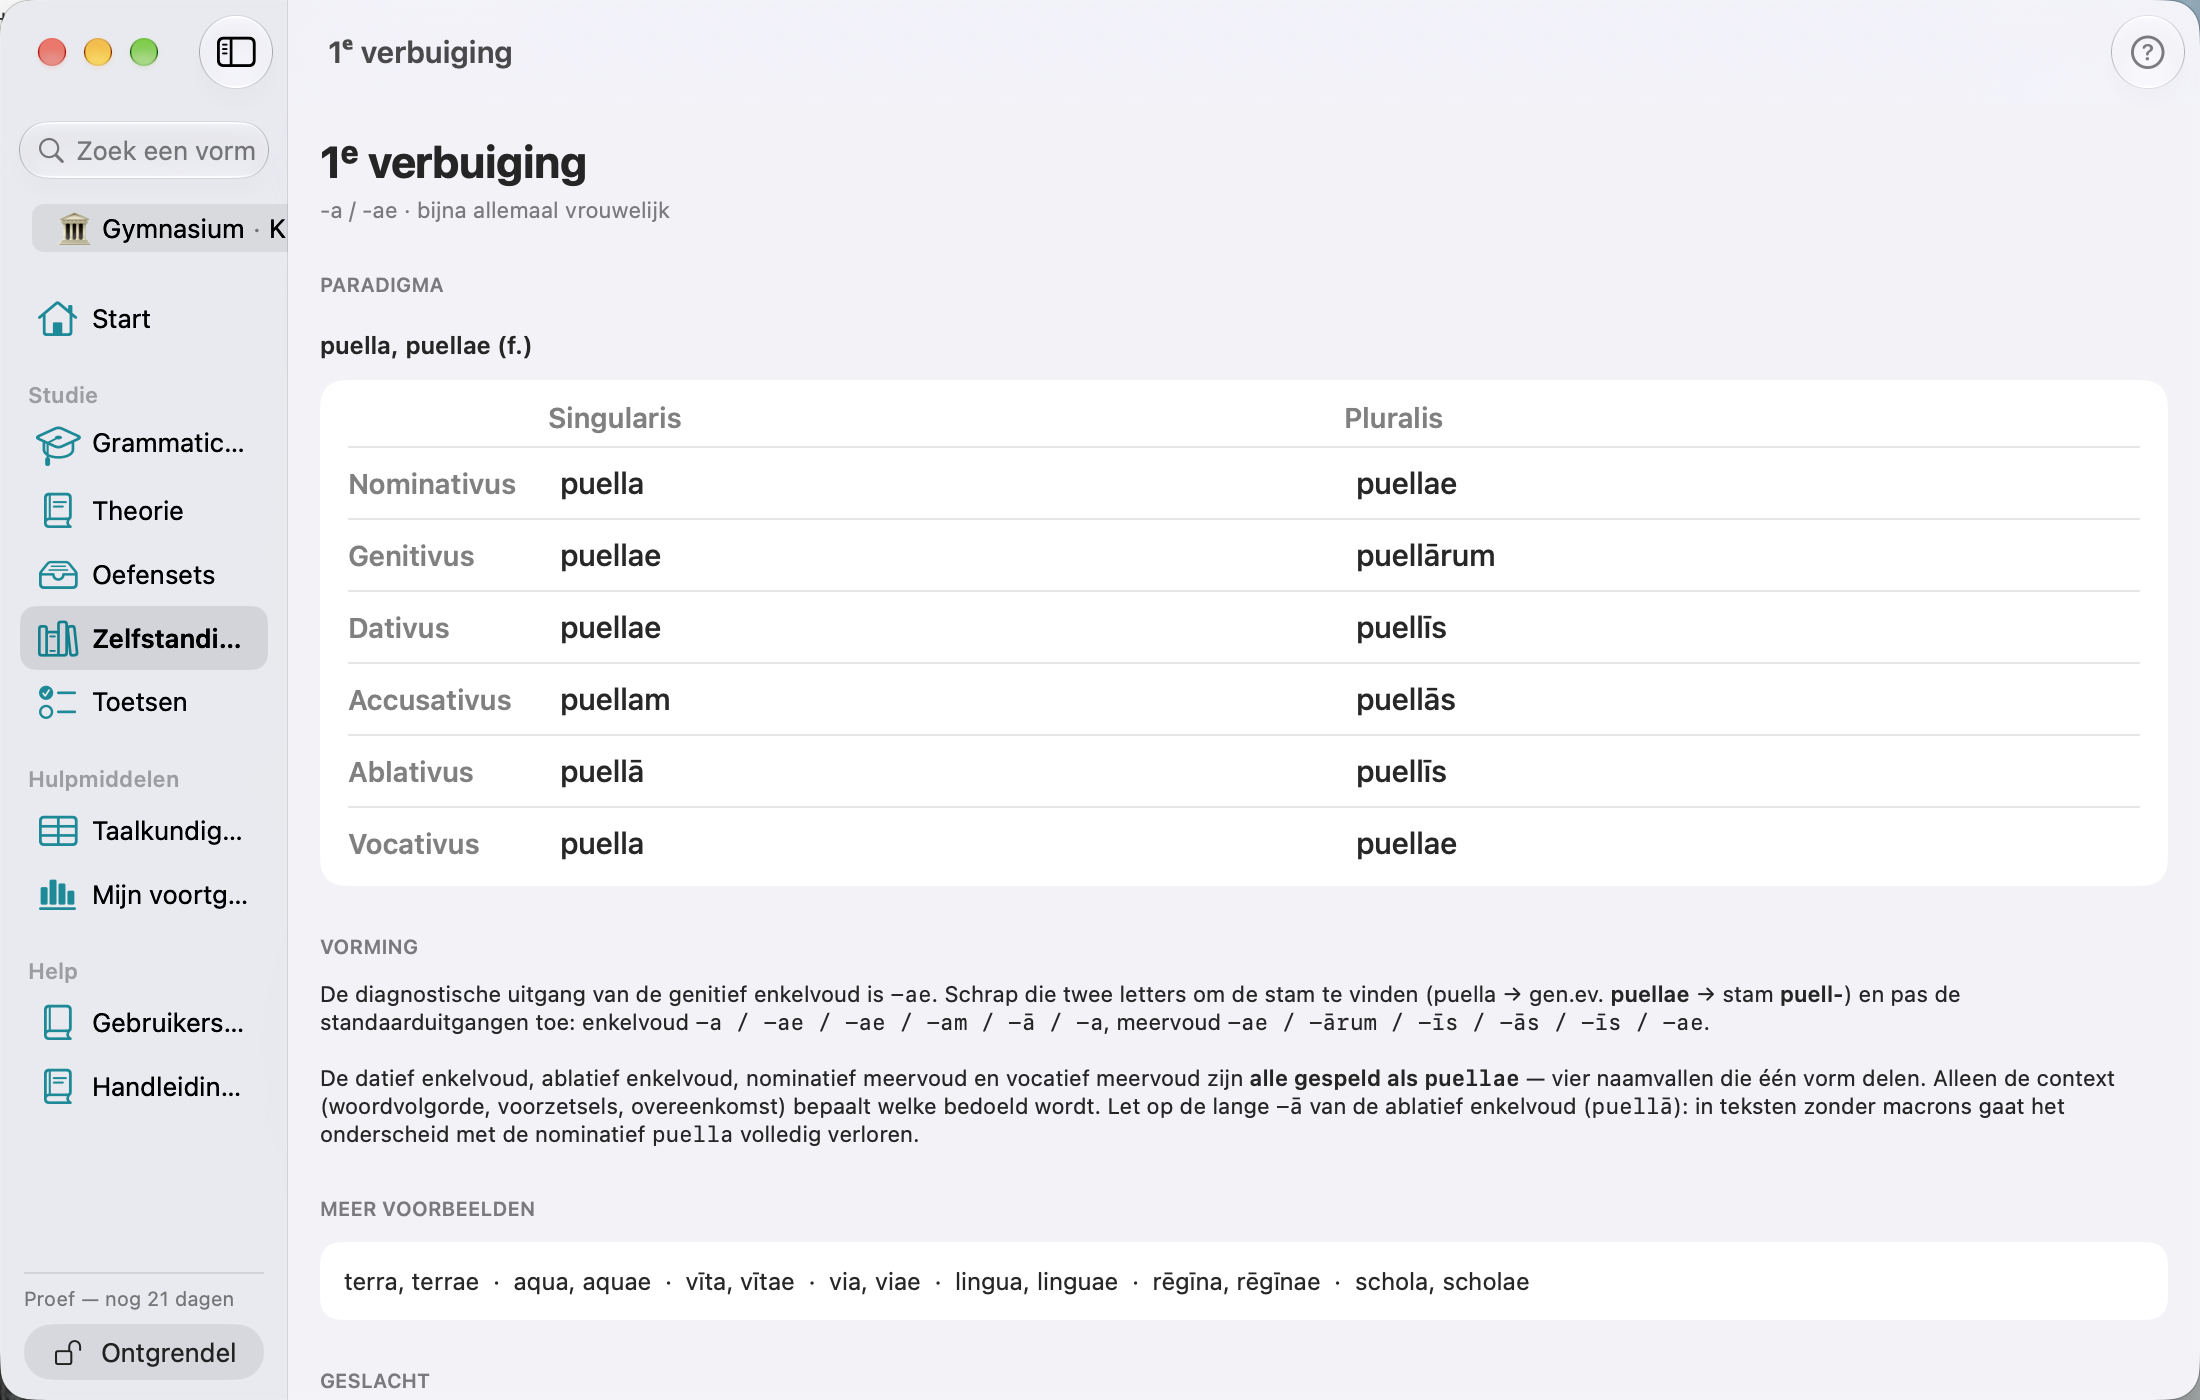 1ᵉ verbuiging
Zoek een vorm
🏛️ Gymnasium · K
Start
Studie
Grammatic...
Theorie
Oefensets
Zelfstandi...
Toetsen
Hulpmiddelen
Taalkundig...
Mijn voortg...
Help
Gebruikers...
Handleidin...
Proef — nog 21 dagen
Ontgrendel
1ᵉ verbuiging
-a / -ae · bijna allemaal vrouwelijk
PARADIGMA
puella, puellae (f.)
Singularis Pluralis
Nominativus puella puellae
Genitivus puellae puellārum
Dativus puellae puellīs
Accusativus puellam puellās
Ablativus puellā puellīs
Vocativus puella puellae
VORMING
De diagnostische uitgang van de genitief enkelvoud is –ae. Schrap die twee letters om de stam te vinden (puella → gen.ev. puellae → stam puell-) en pas de
standaarduitgangen toe: enkelvoud –a / –ae / –ae / –am / –ā / –a, meervoud –ae / –ārum / –īs / –ās / –īs / –ae.
De datief enkelvoud, ablatief enkelvoud, nominatief meervoud en vocatief meervoud zijn alle gespeld als puellae — vier naamvallen die één vorm delen. Alleen de context
(woordvolgorde, voorzetsels, overeenkomst) bepaalt welke bedoeld wordt. Let op de lange –ā van de ablatief enkelvoud (puellā): in teksten zonder macrons gaat het
onderscheid met de nominatief puella volledig verloren.
MEER VOORBEELDEN
terra, terrae · aqua, aquae · vīta, vītae · via, viae · lingua, linguae · rēgīna, rēgīnae · schola, scholae
GESLACHT